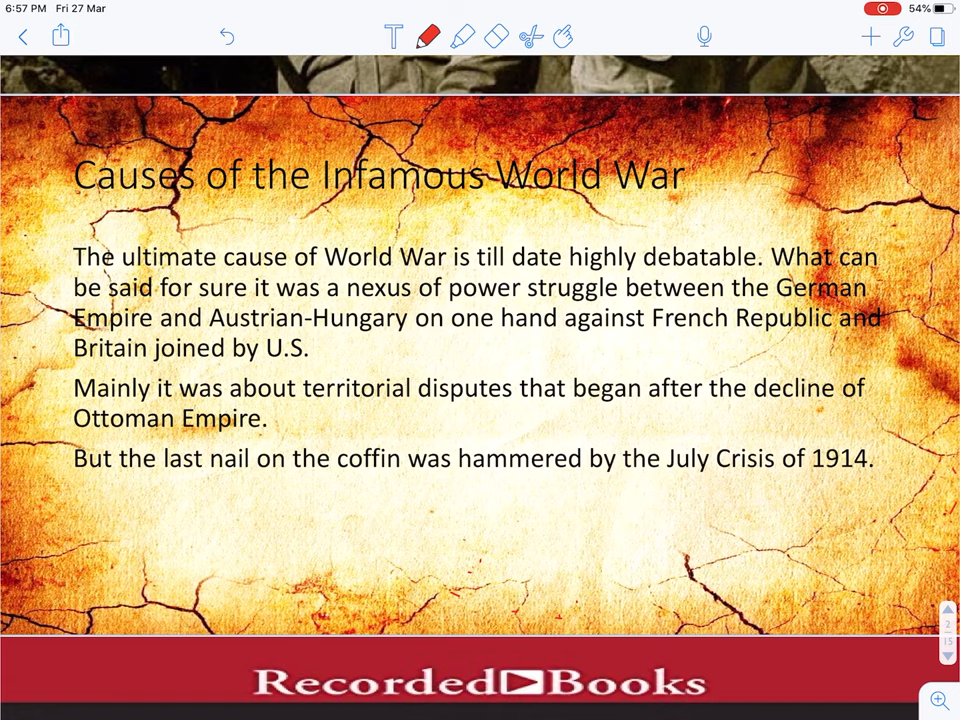 6:57 PM Fri 27 Mar
54%
T
Causes of the Infamous World War
The ultimate cause of World War is till date highly debatable. What can
be said for sure it was a nexus of power struggle between the German
Empire and Austrian-Hungary on one hand against French Republic and
Britain joined by U.S.
Mainly it was about territorial disputes that began after the decline of
Ottoman Empire.
But the last nail on the coffin was hammered by the July Crisis of 1914.
2
15
Recorded Books